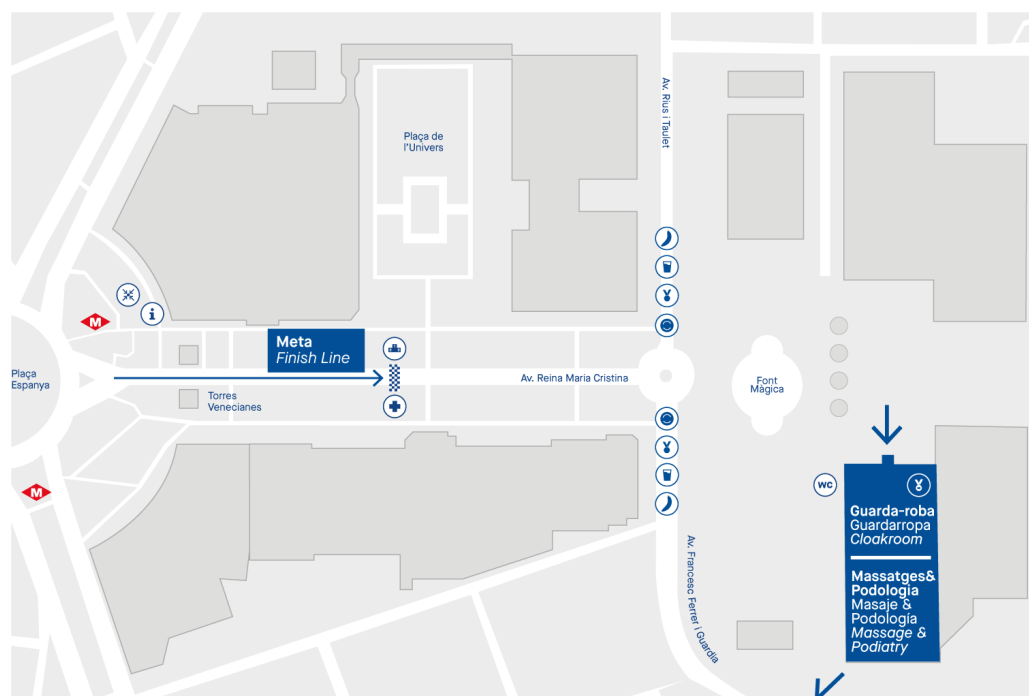 Plaça de
l'Univers
Av. Rius i Taulet
i
M
Meta
Finish Line
Plaça
Espanya
Av. Reina Maria Cristina
Font
Màgica
Torres
Venecianes
M
WC
Guarda-roba
Guardarropa
Cloakroom
Massatges&
Podologia
Masaje &
Podología
Massage &
Podiatry
Av. Francesc Ferrer i Guardia